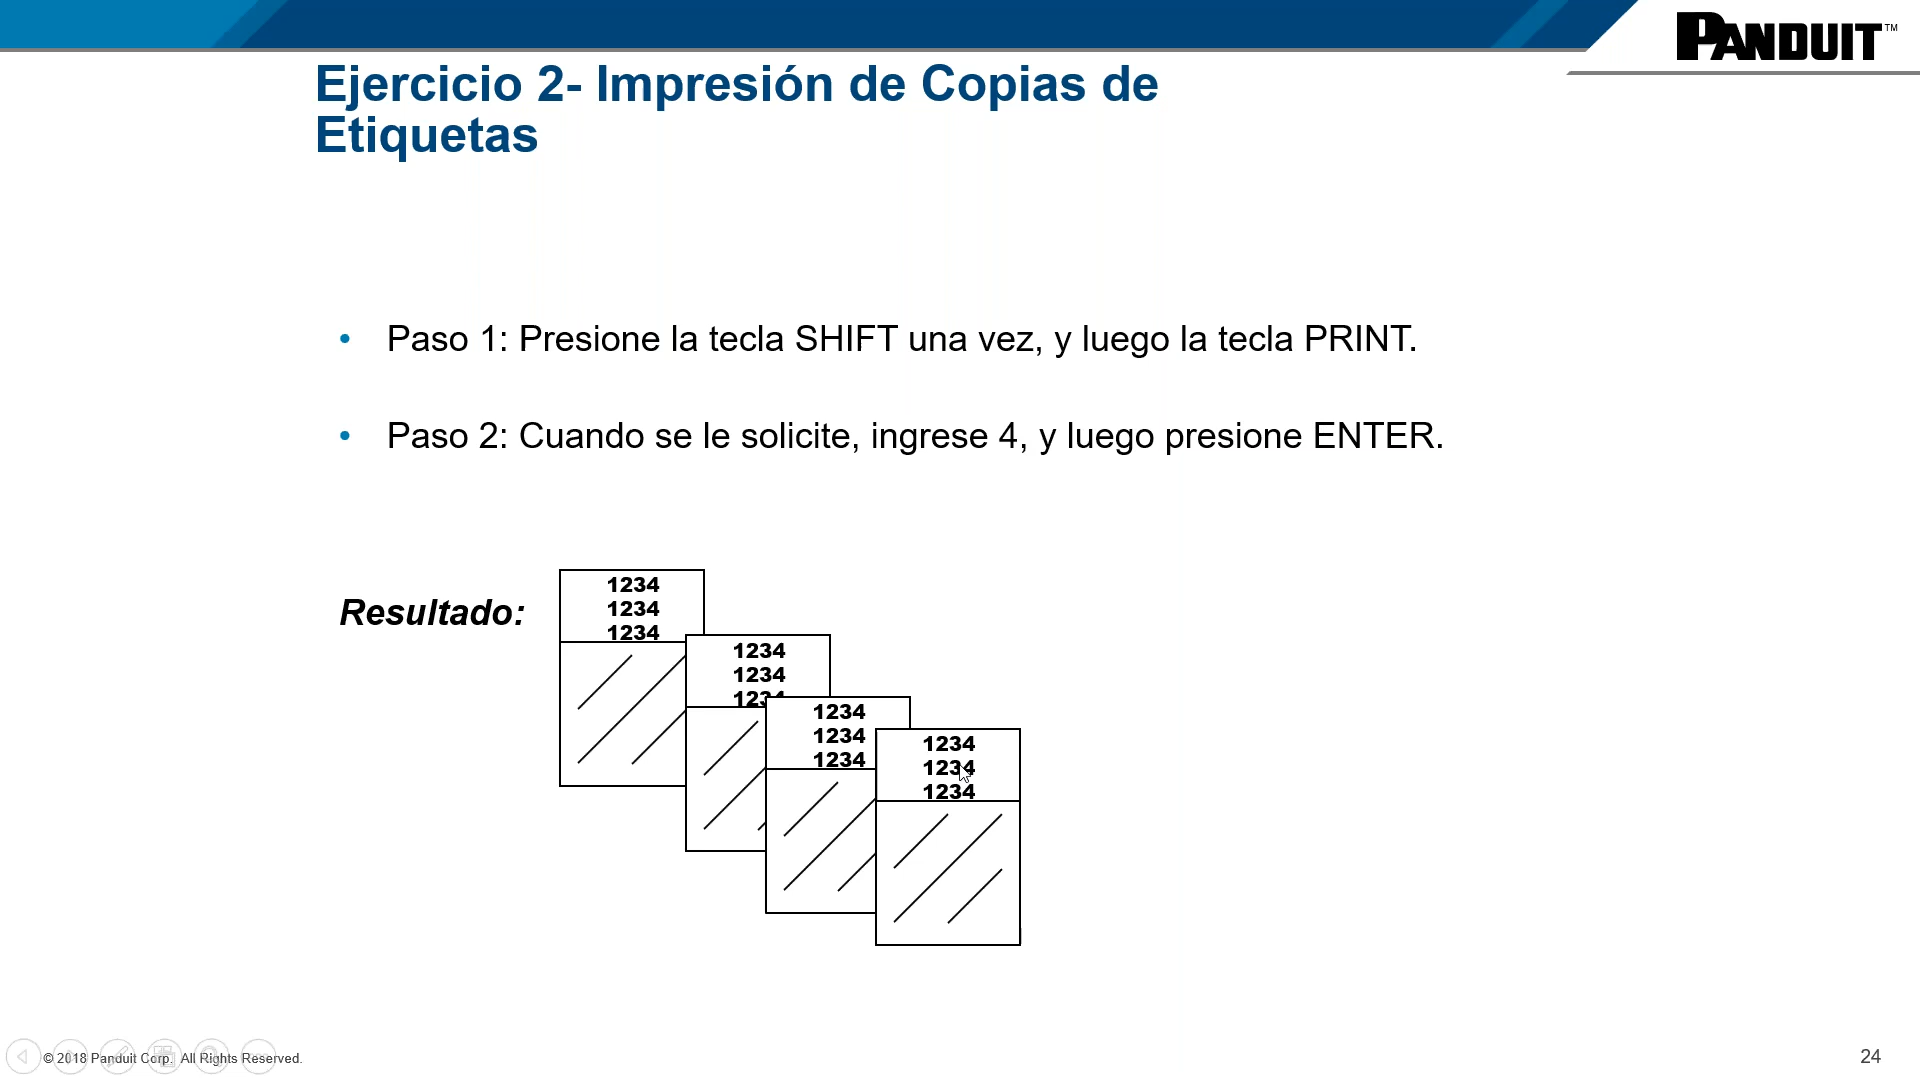 PANDUIT™
Ejercicio 2- Impresión de Copias de
Etiquetas
• Paso 1: Presione la tecla SHIFT una vez, y luego la tecla PRINT.
• Paso 2: Cuando se le solicite, ingrese 4, y luego presione ENTER.
Resultado:
1234
1234
1234
1234
1234
1234
1234
1234
1234
1234
1234
1234
© 2018 Panduit Corp. All Rights Reserved.
24